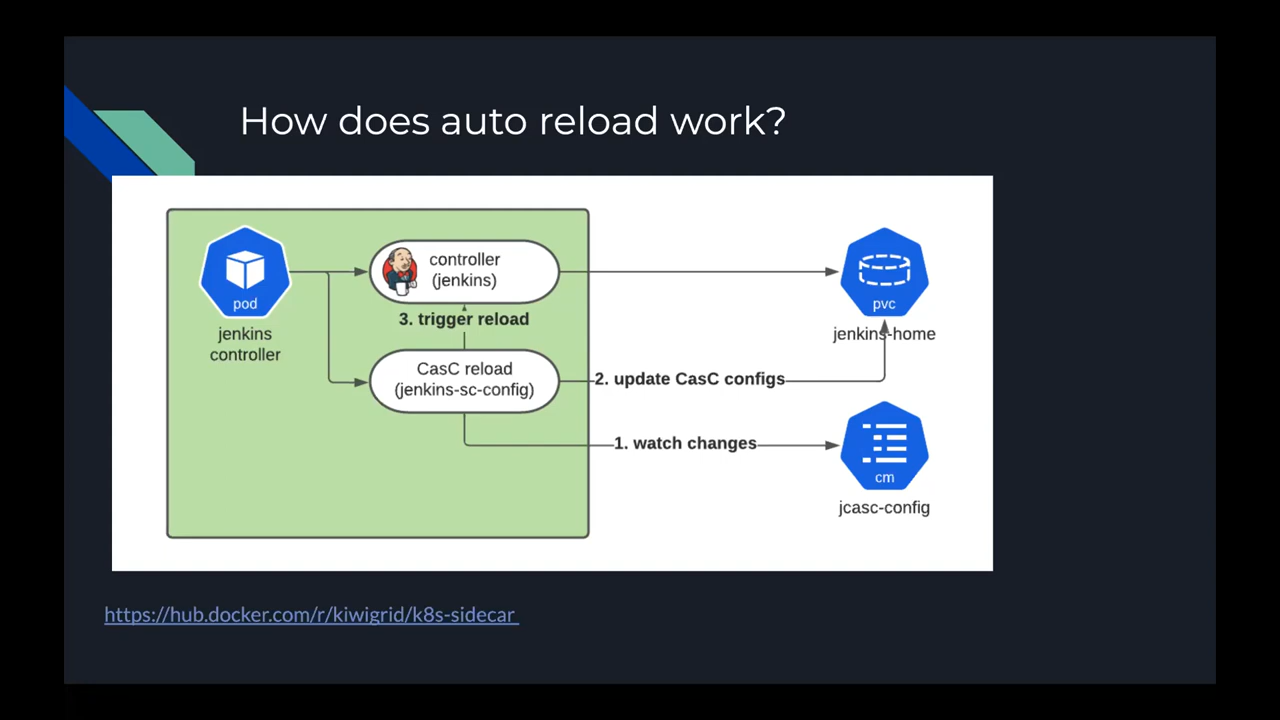 How does auto reload work?
controller
(jenkins)
pod
jenkins
controller
3. trigger reload
CasC reload
(jenkins-sc-config)
pvc
jenkins-home
2. update CasC configs
1. watch changes
cm
jcasc-config
https://hub.docker.com/r/kiwigrid/k8s-sidecar